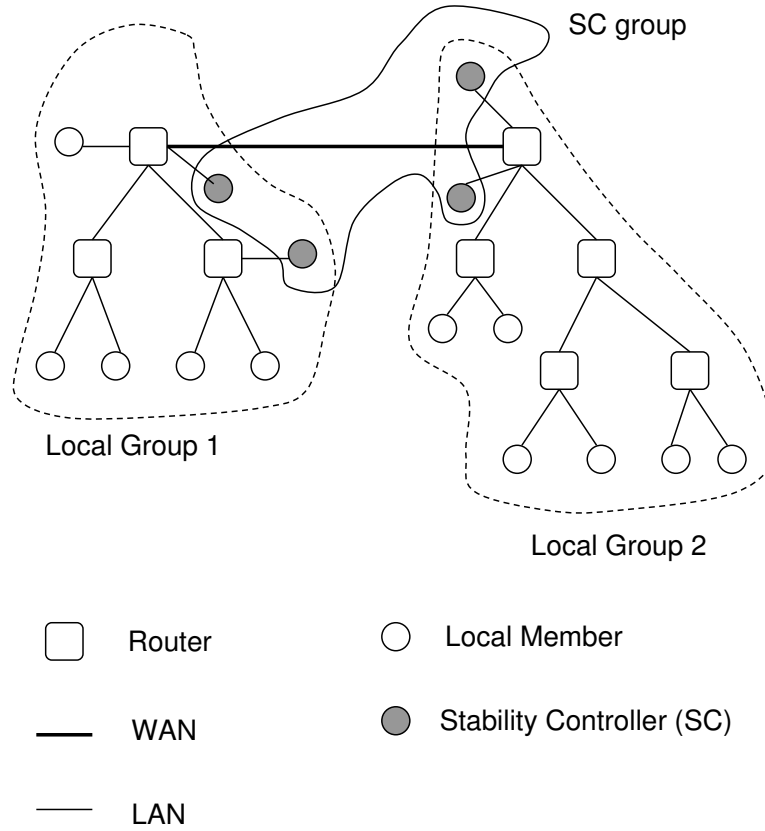 SC group
Local Group 1
Local Group 2
Router
Local Member
WAN
Stability Controller (SC)
LAN